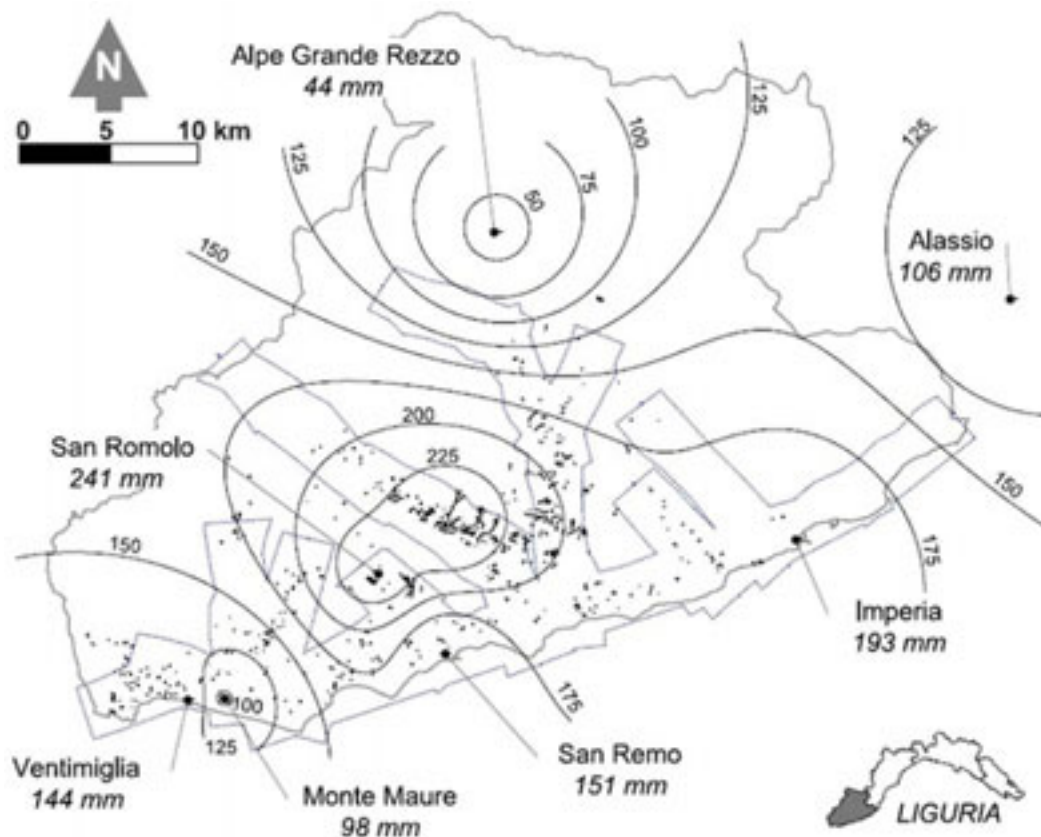 N
0 5 10 km
Alpe Grande Rezzo
44 mm
125
100
75
50
125
125
Alassio
106 mm
150
San Romolo
241 mm
200
225
150
150
175
Imperia
193 mm
100
125
175
San Remo
151 mm
Ventimiglia
144 mm
Monte Maure
98 mm
LIGURIA